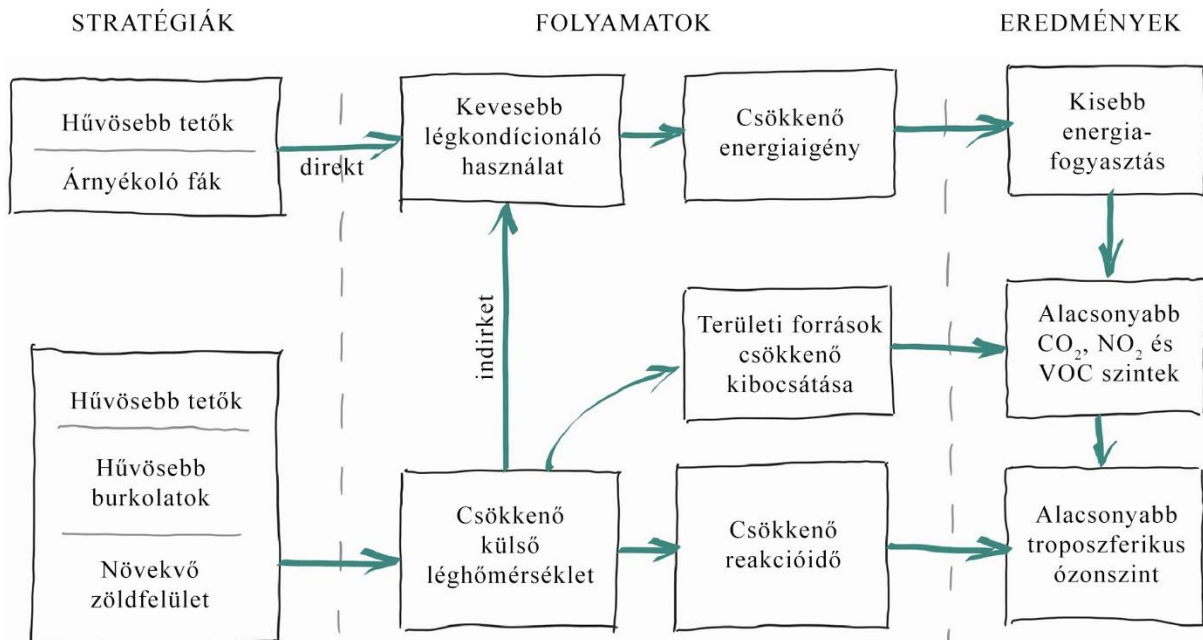 STRATÉGIÁK
FOLYAMATOK
EREDMÉNYEK
Hűvösebb tetők
Árnyékoló fák
direkt
Kevesebb
légkondícionáló
használat
Csökkenő
energiaigény
Kisebb
energia-
fogyasztás
indirket
Területi források
csökkenő
kibocsátása
Alacsonyabb
CO₂, NO₂ és
VOC szintek
Hűvösebb tetők
Hűvösebb
burkolatok
Növekvő
zöldfelület
Csökkenő
külső
léghőmérséklet
Csökkenő
reakcióidő
Alacsonyabb
troposzferikus
ózonszint